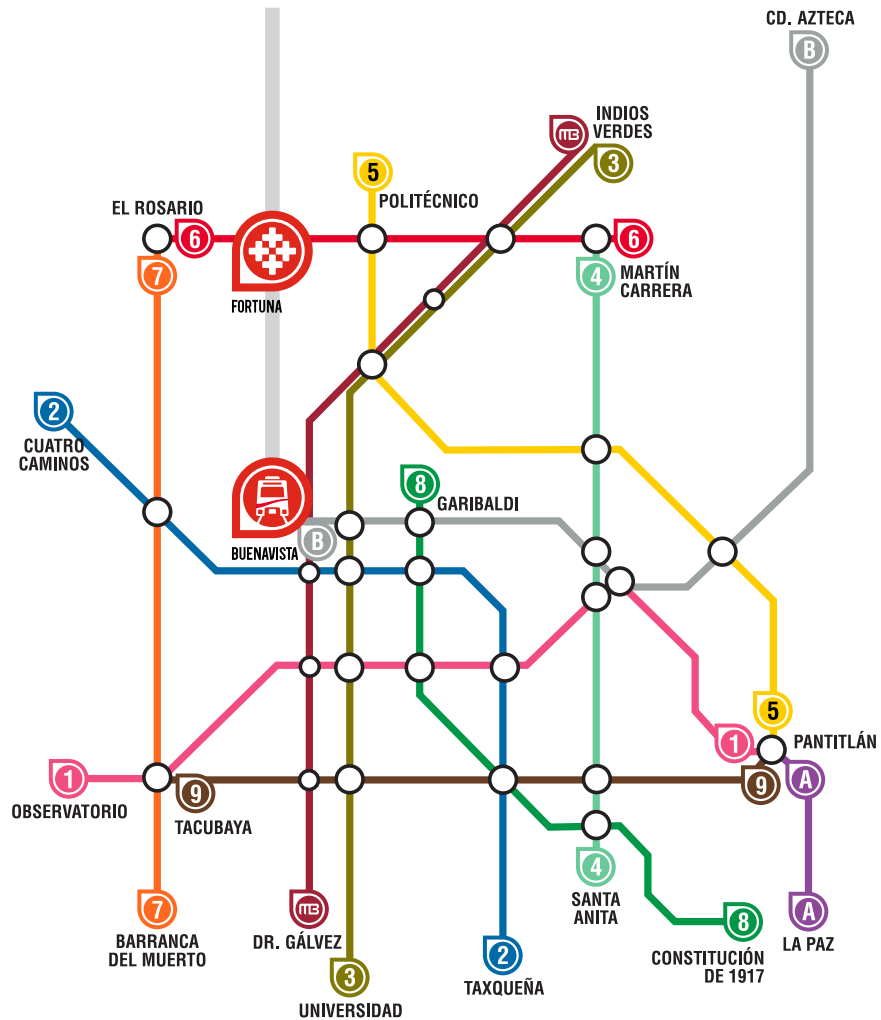 CD. AZTECA
B
INDIOS
VERDES
MB
3
5
POLITÉCNICO
EL ROSARIO
6
6
7
FORTUNA
4
MARTÍN
CARRERA
2
CUATRO
CAMINOS
8
GARIBALDI
BUENAVISTA
B
5
1
PANTITLÁN
9
A
1
OBSERVATORIO
9
TACUBAYA
4
SANTA
ANITA
7
BARRANCA
DEL MUERTO
MB
DR. GÁLVEZ
3
UNIVERSIDAD
2
TAXQUEÑA
8
CONSTITUCIÓN
DE 1917
A
LA PAZ